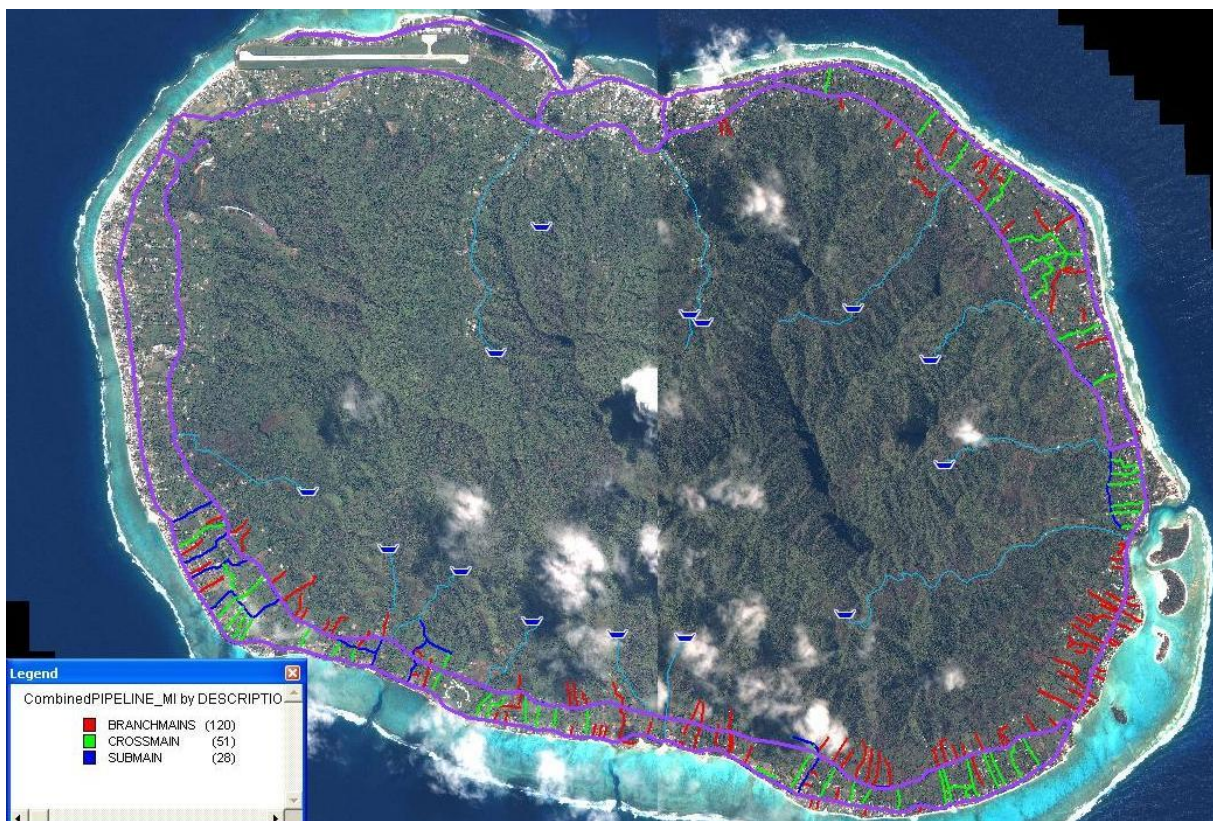 Legend
CombinedPIPELINE_MI by DESCRIPTIO
BRANCHMAINS (120)
CROSSMAIN (51)
SUBMAIN (28)